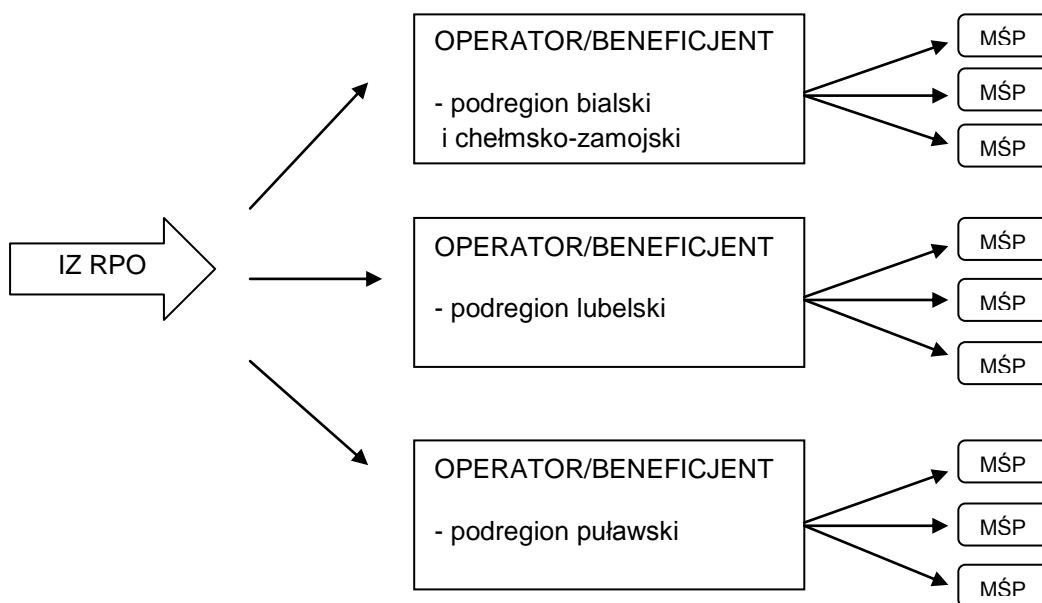 IZ RPO
OPERATOR/BENEFICJENT
- podregion bialski
i chełmsko-zamojski
MŚP
MŚP
MŚP
OPERATOR/BENEFICJENT
- podregion lubelski
MŚP
MŚP
MŚP
OPERATOR/BENEFICJENT
- podregion puławski
MŚP
MŚP
MŚP